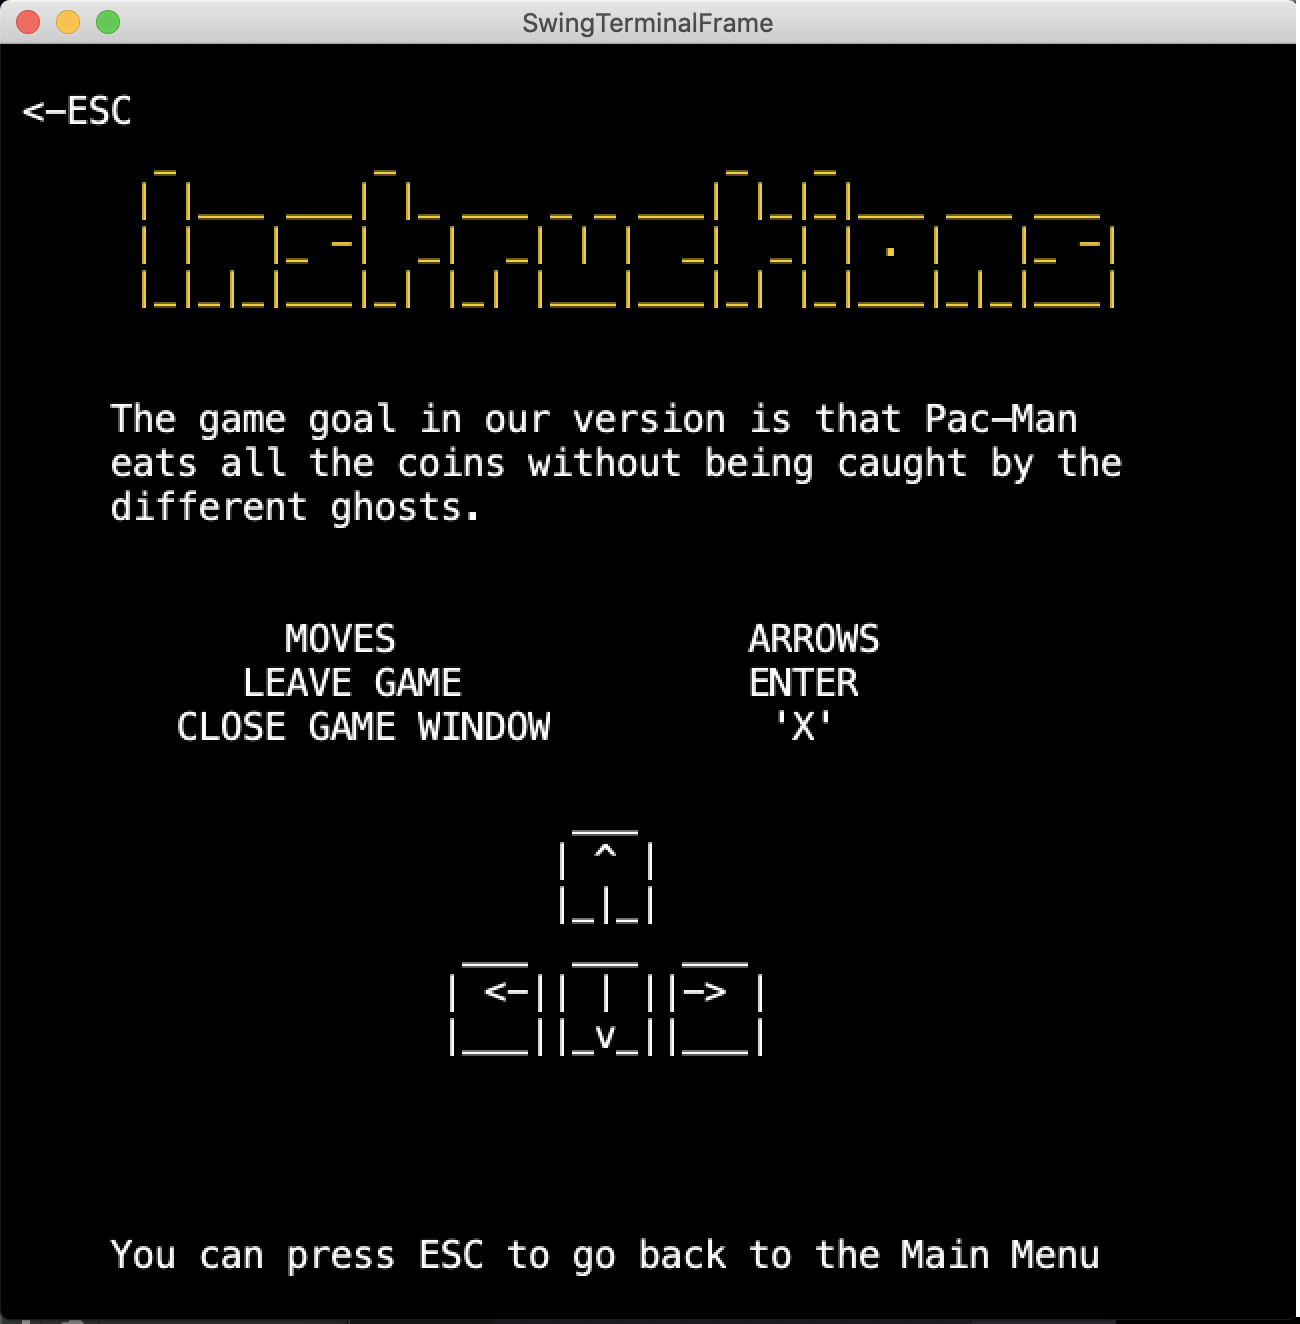 SwingTerminalFrame
<-ESC
Instructions
The game goal in our version is that Pac-Man
eats all the coins without being caught by the
different ghosts.
MOVES ARROWS
LEAVE GAME ENTER
CLOSE GAME WINDOW 'X'
^
|
<- | ->
v
You can press ESC to go back to the Main Menu